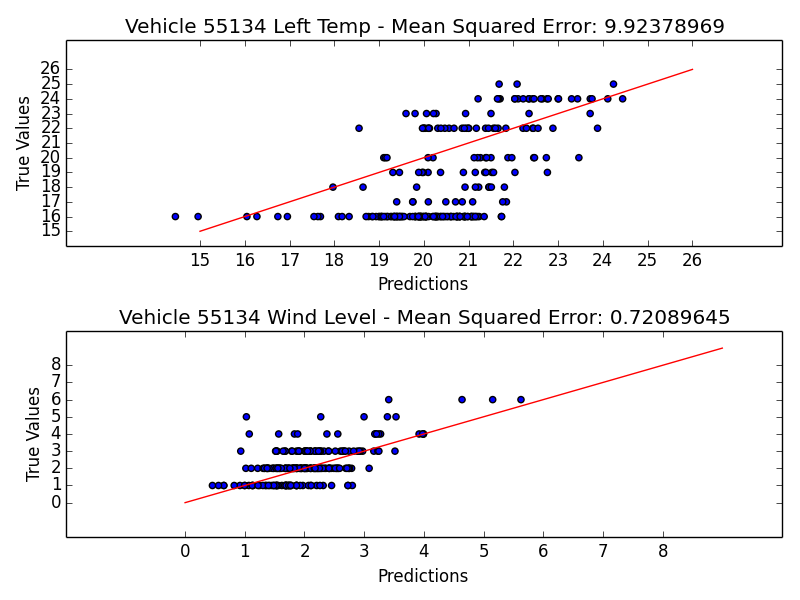 Vehicle 55134 Left Temp - Mean Squared Error: 9.92378969
True Values
26
25
24
23
22
21
20
19
18
17
16
15
15 16 17 18 19 20 21 22 23 24 25 26
Predictions
Vehicle 55134 Wind Level - Mean Squared Error: 0.72089645
True Values
8
7
6
5
4
3
2
1
0
0 1 2 3 4 5 6 7 8
Predictions